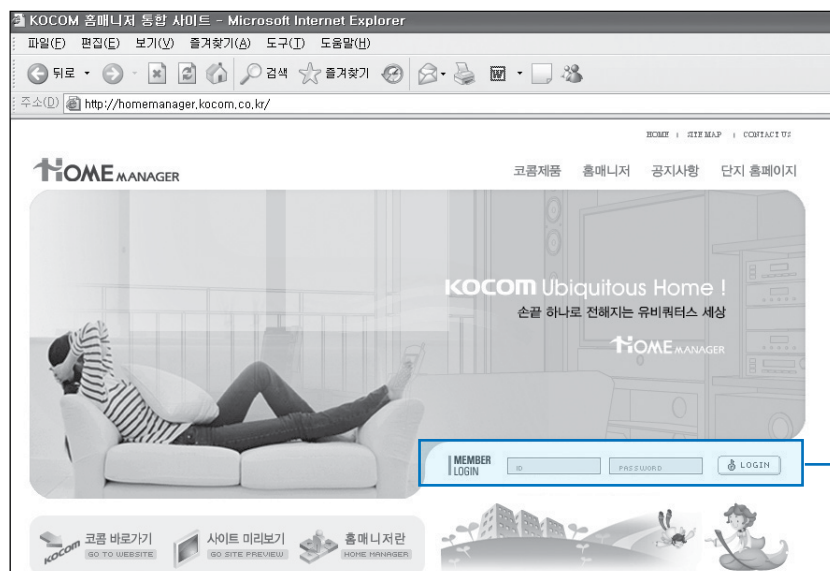 KOCOM 홈매니저 통합 사이트 - Microsoft Internet Explorer
파일(F) 편집(E) 보기(V) 즐겨찾기(A) 도구(T) 도움말(H)
뒤로 검색 즐겨찾기
주소(D) http://homemanager.kocom.co.kr/
HOME | SITE MAP | CONTACT US
HOME MANAGER
코콤제품 홈매니저 공지사항 단지 홈페이지
KOCOM Ubiquitous Home !
손끝 하나로 전해지는 유비쿼터스 세상
HOME MANAGER
MEMBER
LOGIN
ID PASSWORD LOGIN
kocom 코콤 바로가기 사이트 미리보기 홈매니저란
GO TO WEBSITE GO SITE PREVIEW HOME MANAGER